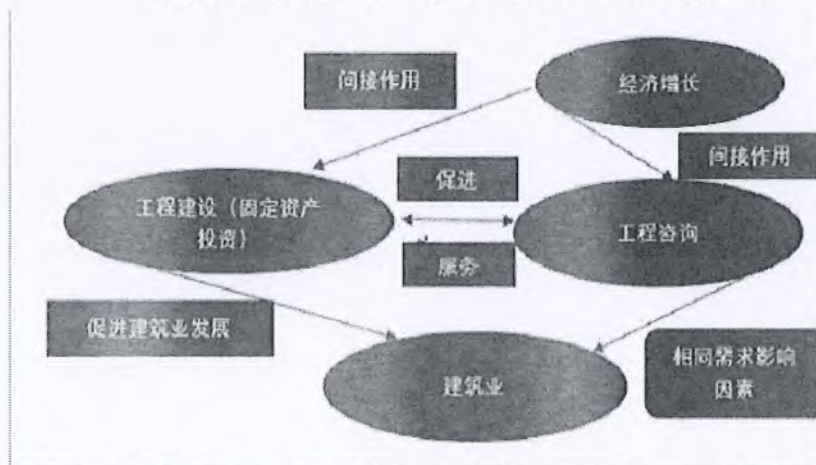 间接作用
经济增长
间接作用
促进
工程建设（固定资产
投资）
工程咨询
服务
促进建筑业发展
建筑业
相同需求影响
因素